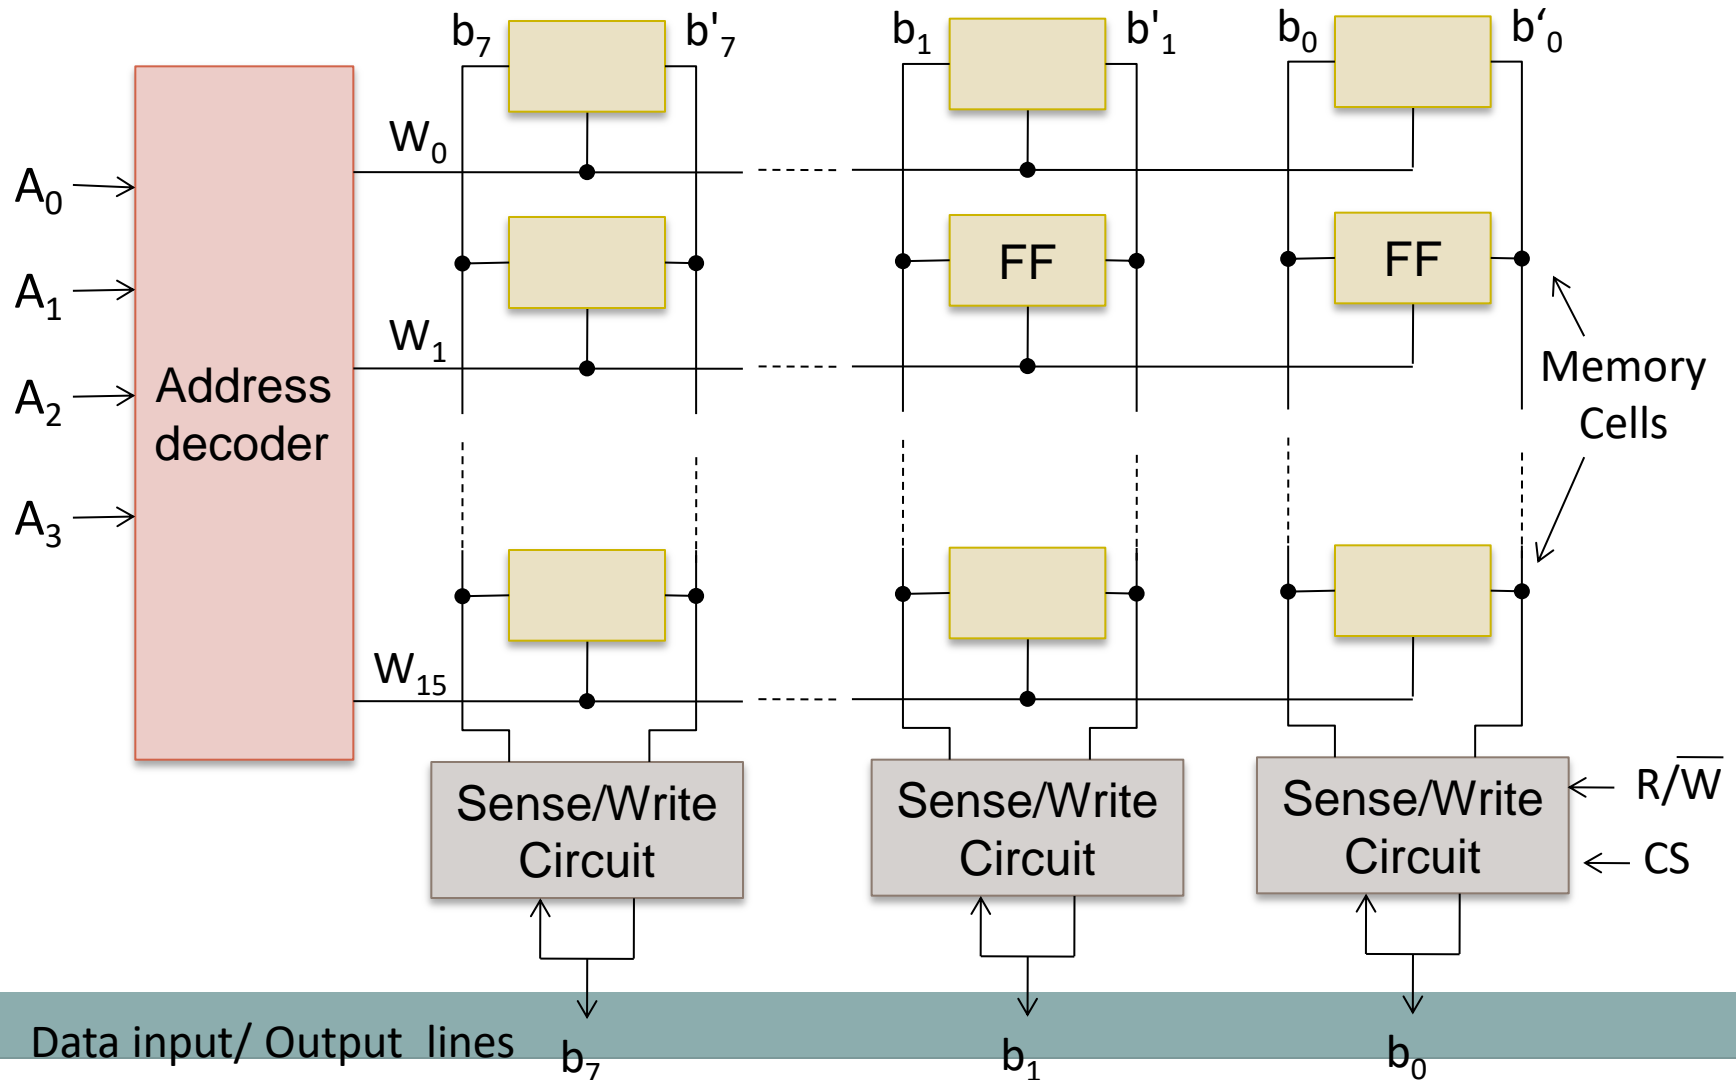 b₇ b'₇ b₁ b'₁ b₀ b‘₀
W₀
A₀
FF FF
A₁
W₁
Memory
Cells
Address
decoder
A₂
A₃
W₁₅
Sense/Write
Circuit
Sense/Write
Circuit
Sense/Write
Circuit
R/W̅
CS
Data input/ Output lines
b₇ b₁ b₀